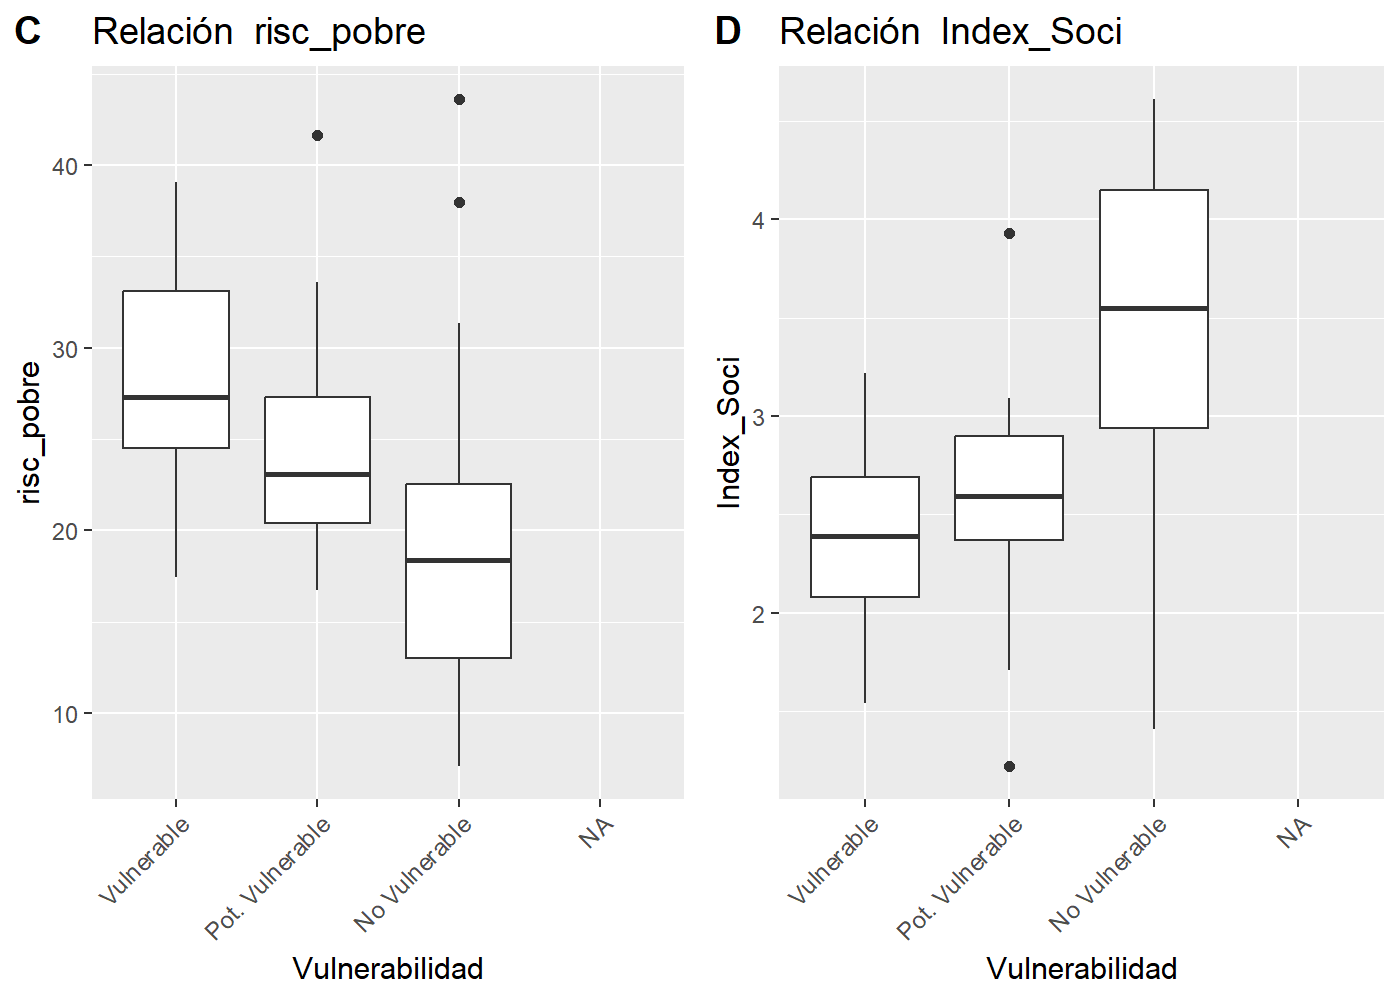 C Relación risc_pobre
risc_pobre
40
30
20
10
Vulnerable
Pot. Vulnerable
No Vulnerable
NA
Vulnerabilidad
D Relación Index_Soci
Index_Soci
4
3
2
Vulnerable
Pot. Vulnerable
No Vulnerable
NA
Vulnerabilidad